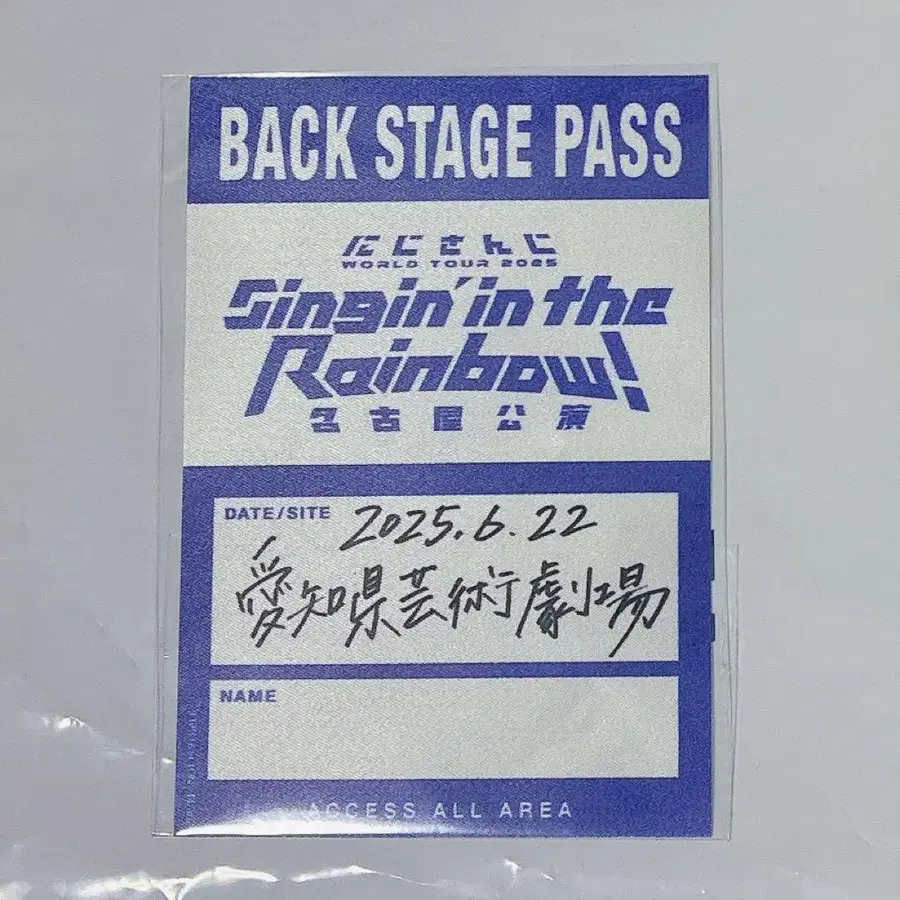 BACK STAGE PASS
にじさんじ
WORLD TOUR 2025
Singin' in the
Rainbow!
名古屋公演
DATE/SITE 2025.6.22
愛知県芸術劇場
NAME
ACCESS ALL AREA